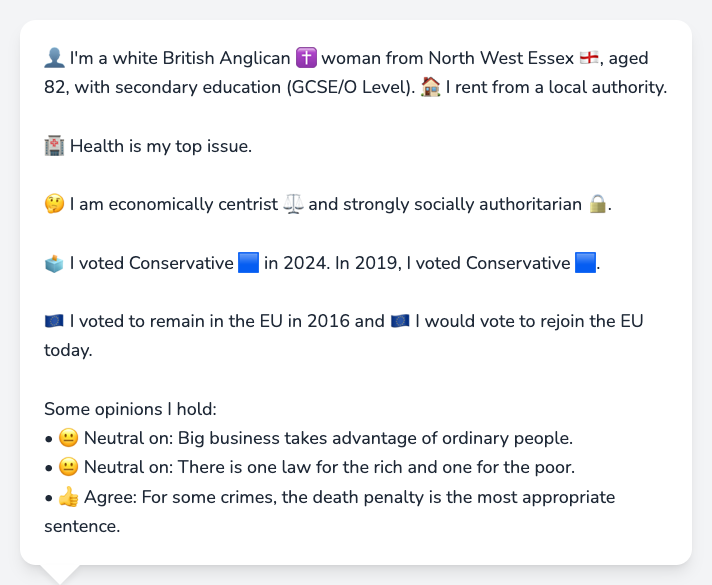 👤 I'm a white British Anglican ✝️ woman from North West Essex 🏴󠁧󠁢󠁥󠁮󠁧󠁿, aged
82, with secondary education (GCSE/O Level). 🏠 I rent from a local authority.
🏥 Health is my top issue.
🤔 I am economically centrist ⚖️ and strongly socially authoritarian 🔒.
🗳️ I voted Conservative 🟦 in 2024. In 2019, I voted Conservative 🟦.
🇪🇺 I voted to remain in the EU in 2016 and 🇪🇺 I would vote to rejoin the EU
today.
Some opinions I hold:
• 😐 Neutral on: Big business takes advantage of ordinary people.
• 😐 Neutral on: There is one law for the rich and one for the poor.
• 👍 Agree: For some crimes, the death penalty is the most appropriate
sentence.